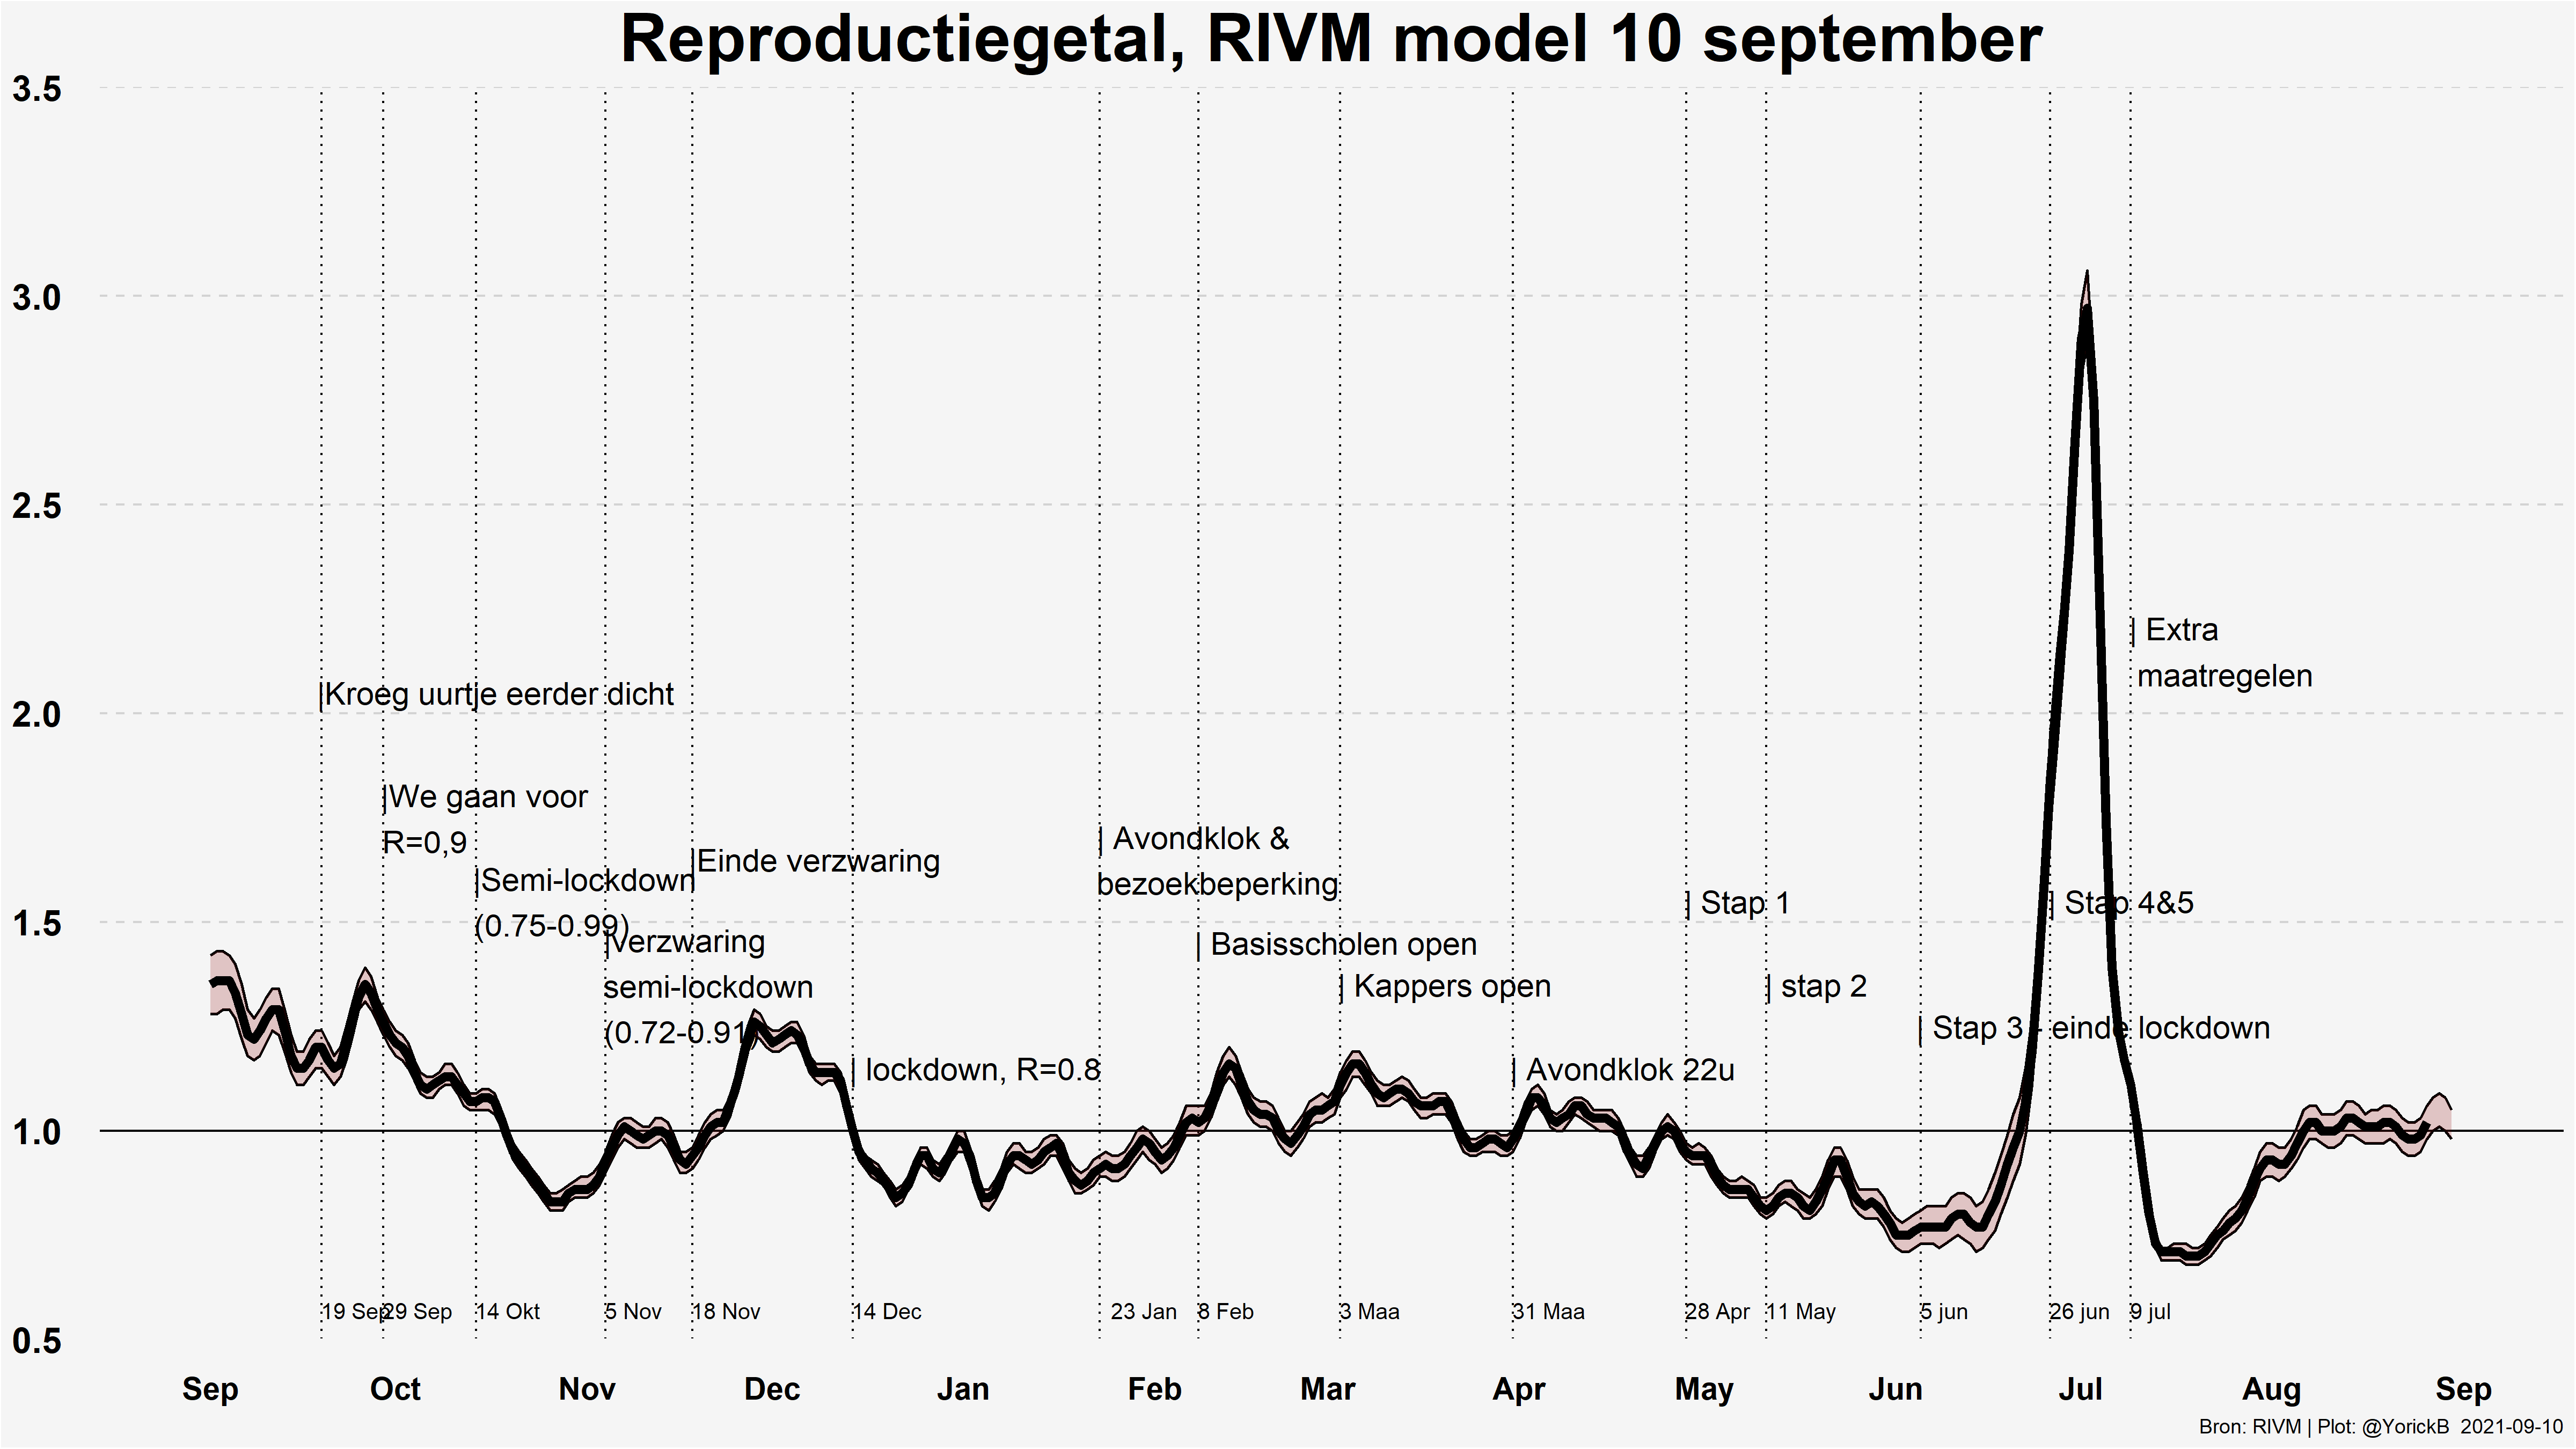 Reproductiegetal, RIVM model 10 september
3.5
3.0
2.5
2.0
1.5
1.0
0.5
|Kroeg uurtje eerder dicht
|We gaan voor
R=0,9
|Semi-lockdown
(0.75-0.99)
|verzwaring
semi-lockdown
(0.72-0.91)
|Einde verzwaring
| lockdown, R=0.8
| Avondklok &
bezoekbeperking
| Basisscholen open
| Kappers open
| Avondklok 22u
| Stap 1
| stap 2
| Stap 3 - einde lockdown
| Stap 4&5
| Extra
maatregelen
19 Sep
29 Sep
14 Okt
5 Nov
18 Nov
14 Dec
23 Jan
8 Feb
3 Maa
31 Maa
28 Apr
11 May
5 jun
26 jun
9 jul
Sep
Oct
Nov
Dec
Jan
Feb
Mar
Apr
May
Jun
Jul
Aug
Sep
Bron: RIVM | Plot: @YorickB 2021-09-10